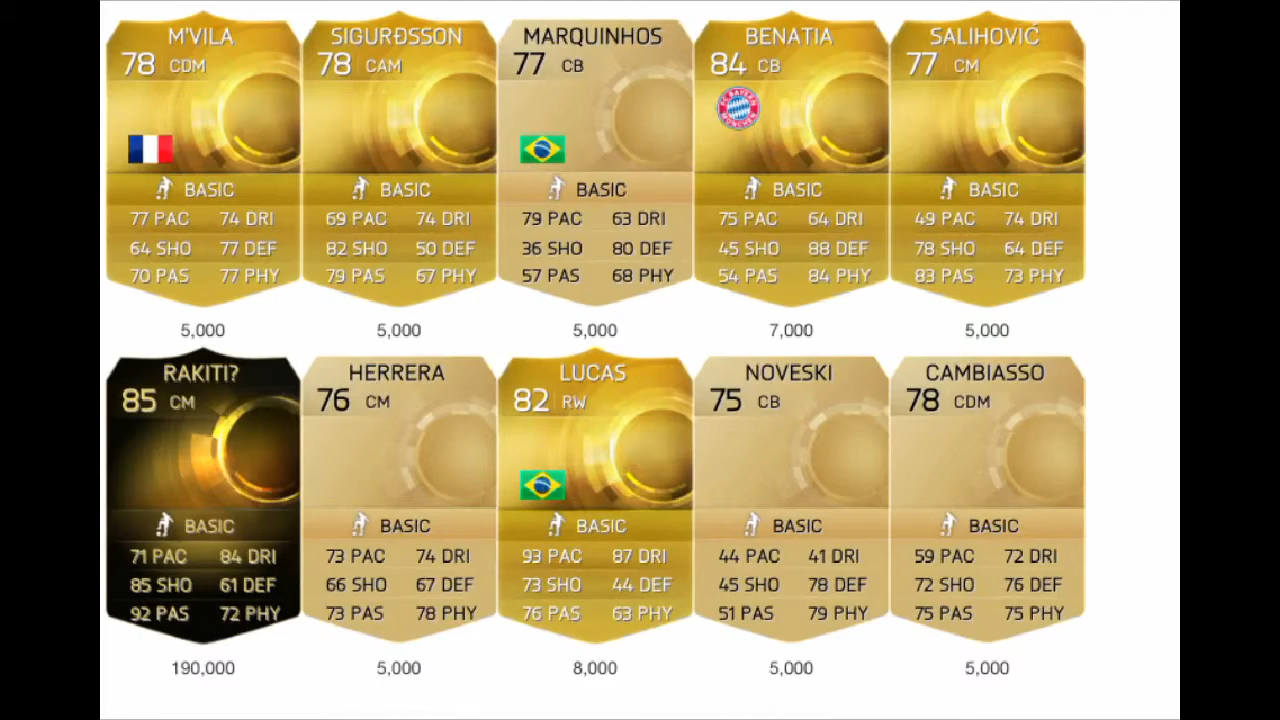 M'VILA
78 CDM
BASIC
77 PAC 74 DRI
64 SHO 77 DEF
70 PAS 77 PHY
5,000
SIGURÐSSON
78 CAM
BASIC
69 PAC 74 DRI
82 SHO 50 DEF
79 PAS 67 PHY
5,000
MARQUINHOS
77 CB
BASIC
79 PAC 63 DRI
36 SHO 80 DEF
57 PAS 68 PHY
5,000
BENATIA
84 CB
FC BAYERN
MÜNCHEN
BASIC
75 PAC 64 DRI
45 SHO 88 DEF
54 PAS 84 PHY
7,000
SALIHOVIĆ
77 CM
BASIC
49 PAC 74 DRI
78 SHO 64 DEF
83 PAS 73 PHY
5,000
RAKITI?
85 CM
BASIC
71 PAC 84 DRI
85 SHO 61 DEF
92 PAS 72 PHY
190,000
HERRERA
76 CM
BASIC
73 PAC 74 DRI
66 SHO 67 DEF
73 PAS 78 PHY
5,000
LUCAS
82 RW
BASIC
93 PAC 87 DRI
73 SHO 44 DEF
76 PAS 63 PHY
8,000
NOVESKI
75 CB
BASIC
44 PAC 41 DRI
45 SHO 78 DEF
51 PAS 79 PHY
5,000
CAMBIASSO
78 CDM
BASIC
59 PAC 72 DRI
72 SHO 76 DEF
75 PAS 75 PHY
5,000